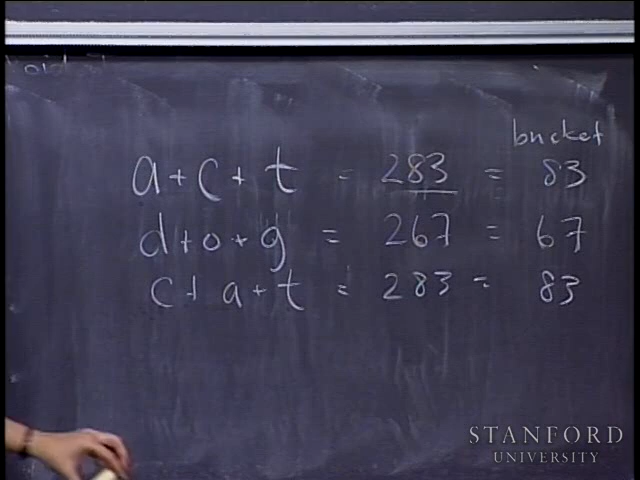 bucket
a + c + t = 283 = 83
d + o + g = 267 = 67
c + a + t = 283 = 83
STANFORD
UNIVERSITY